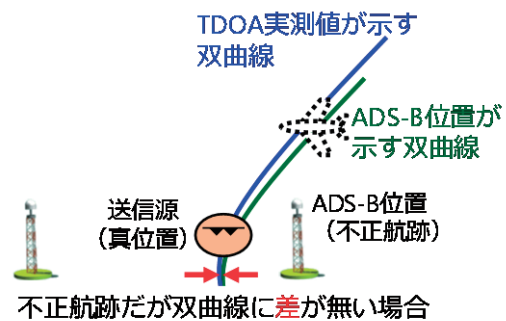 TDOA実測値が示す
双曲線
ADS-B位置が
示す双曲線
送信源
（真位置）
ADS-B位置
（不正航跡）
不正航跡だが双曲線に差が無い場合